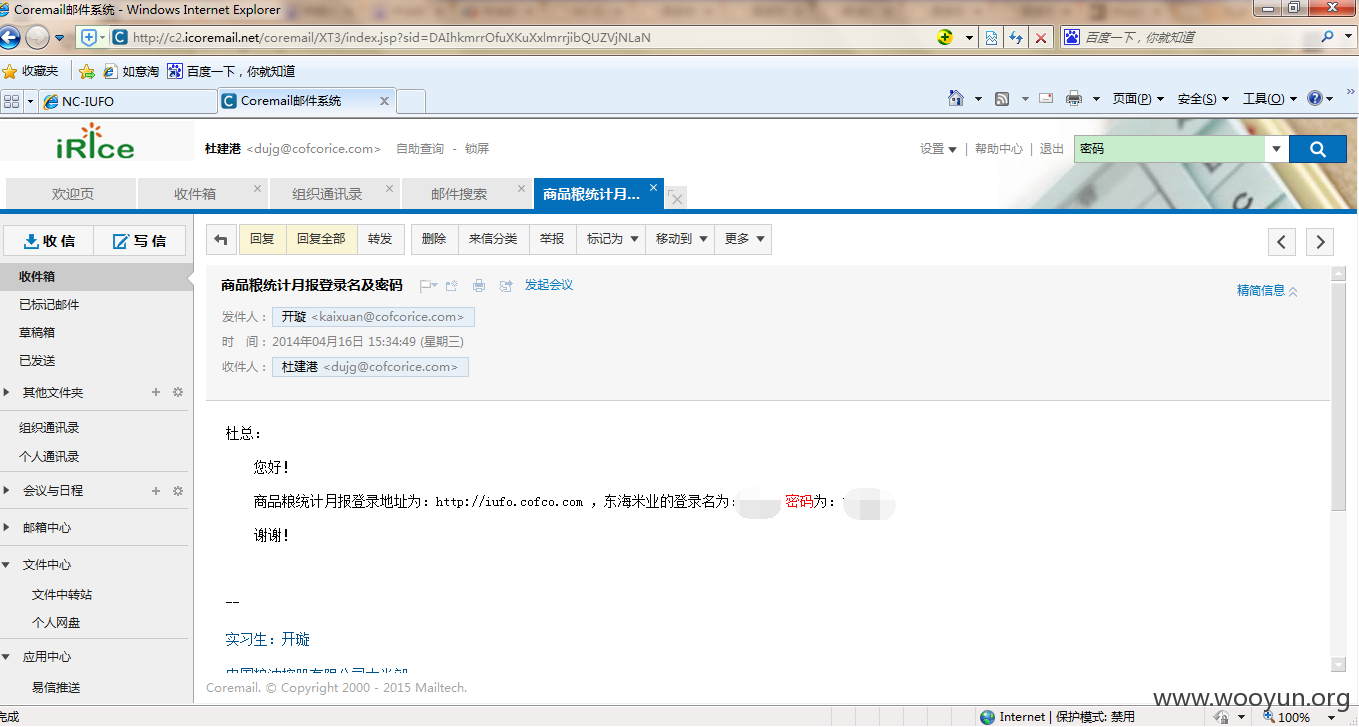 Coremail邮件系统 - Windows Internet Explorer
http://c2.icoremail.net/coremail/XT3/index.jsp?sid=DAIhkmrrOfuXKuXxlmrrjibQUZVjNLaN
百度一下，你就知道
收藏夹 如意淘 百度一下，你就知道
NC-IUFO Coremail邮件系统 页面(P) 安全(S) 工具(O)
iRice 杜建港 <dujg@cofcorice.com> 自助查询 - 锁屏 设置 | 帮助中心 | 退出 密码
欢迎页 收件箱 组织通讯录 邮件搜索 商品粮统计月...
收信 写信 回复 回复全部 转发 删除 来信分类 举报 标记为 移动到 更多
收件箱
已标记邮件
草稿箱
已发送
其他文件夹
组织通讯录
个人通讯录
会议与日程
邮箱中心
文件中心
文件中转站
个人网盘
应用中心
易信推送
商品粮统计月报登录名及密码 发起会议 精简信息
发件人： 开璇 <kaixuan@cofcorice.com>
时 间： 2014年04月16日 15:34:49 (星期三)
收件人： 杜建港 <dujg@cofcorice.com>
杜总：
您好！
商品粮统计月报登录地址为：http://iufo.cofco.com ，东海米业的登录名为: 密码为：
谢谢！
--
实习生：开璇
Coremail. © Copyright 2000 - 2015 Mailtech.
www.wooyun.org
完成 Internet | 保护模式: 禁用 100%